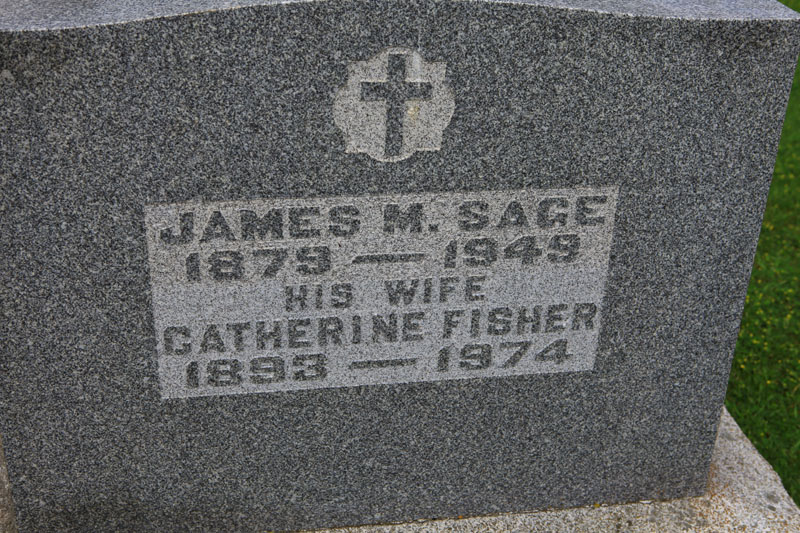 JAMES M. SAGE
1879 — 1949
HIS WIFE
CATHERINE FISHER
1893 — 1974